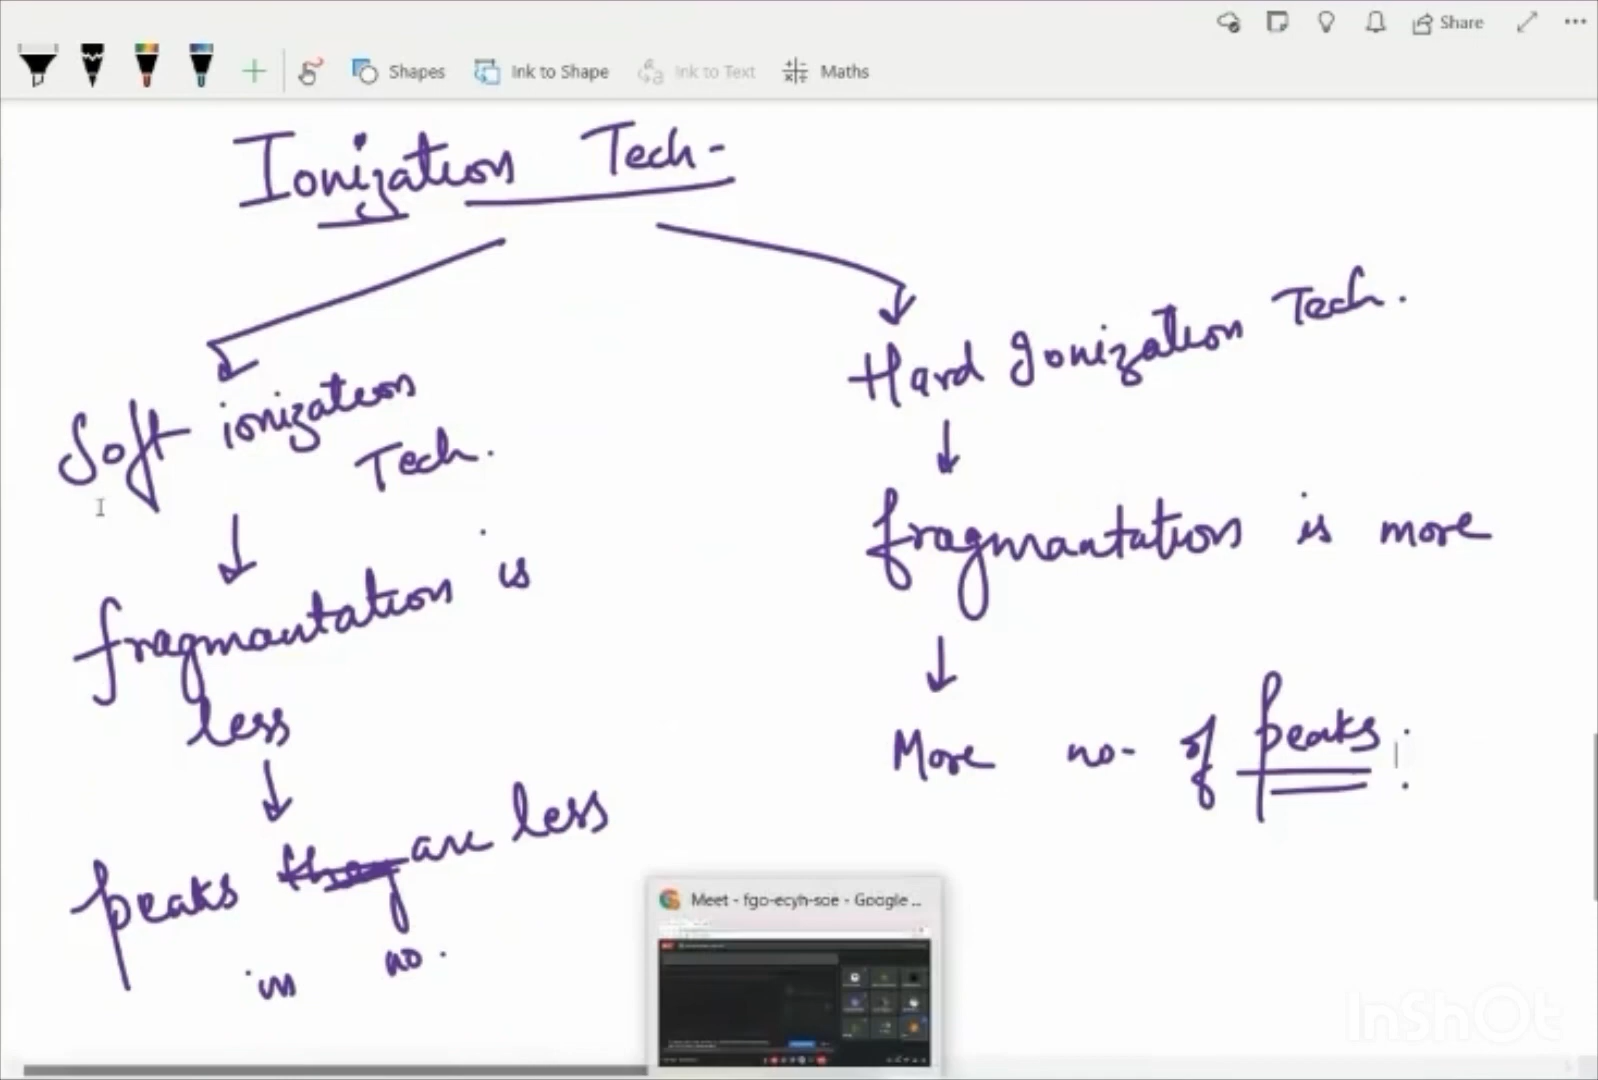 Share
Shapes
Ink to Shape
Ink to Text
Maths
Ionization Tech-
Soft ionization
Tech.
fragmantation is
less
peaks they are less
in no.
Hard Ionization Tech.
fragmantation is more
More no- of peaks
Meet - fgo-ecyh-soe - Google ...
InShOt